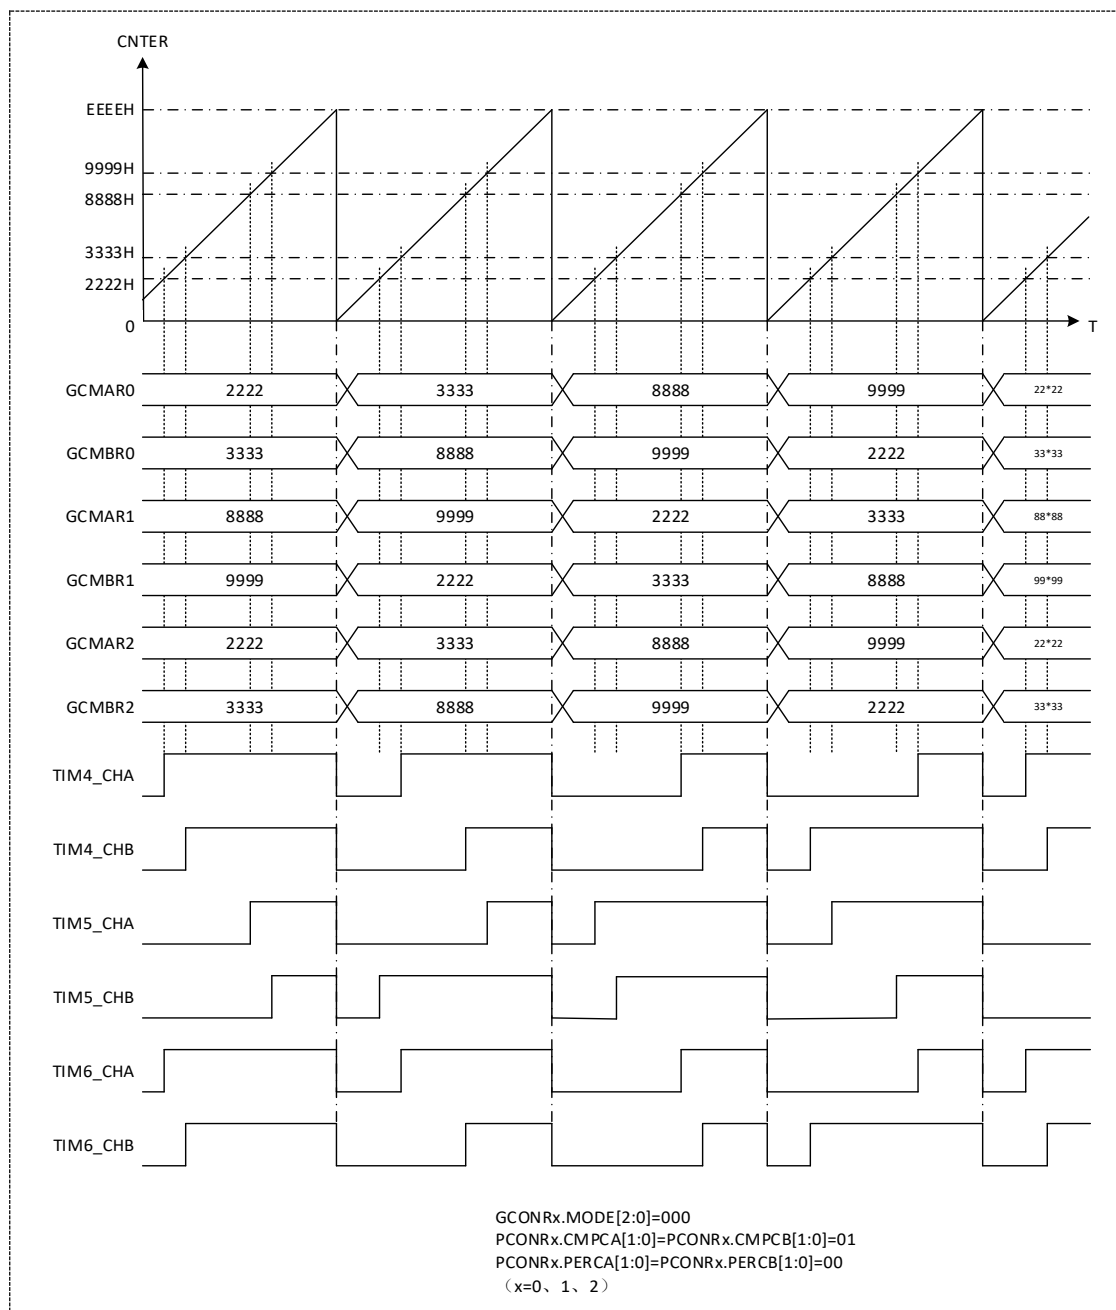 CNTER
EEEEH
9999H
8888H
3333H
2222H
0
T
GCMAR0 2222 3333 8888 9999 22*22
GCMBR0 3333 8888 9999 2222 33*33
GCMAR1 8888 9999 2222 3333 88*88
GCMBR1 9999 2222 3333 8888 99*99
GCMAR2 2222 3333 8888 9999 22*22
GCMBR2 3333 8888 9999 2222 33*33
TIM4_CHA
TIM4_CHB
TIM5_CHA
TIM5_CHB
TIM6_CHA
TIM6_CHB
GCONRx.MODE[2:0]=000
PCONRx.CMPCA[1:0]=PCONRx.CMPCB[1:0]=01
PCONRx.PERCA[1:0]=PCONRx.PERCB[1:0]=00
（x=0、1、2）